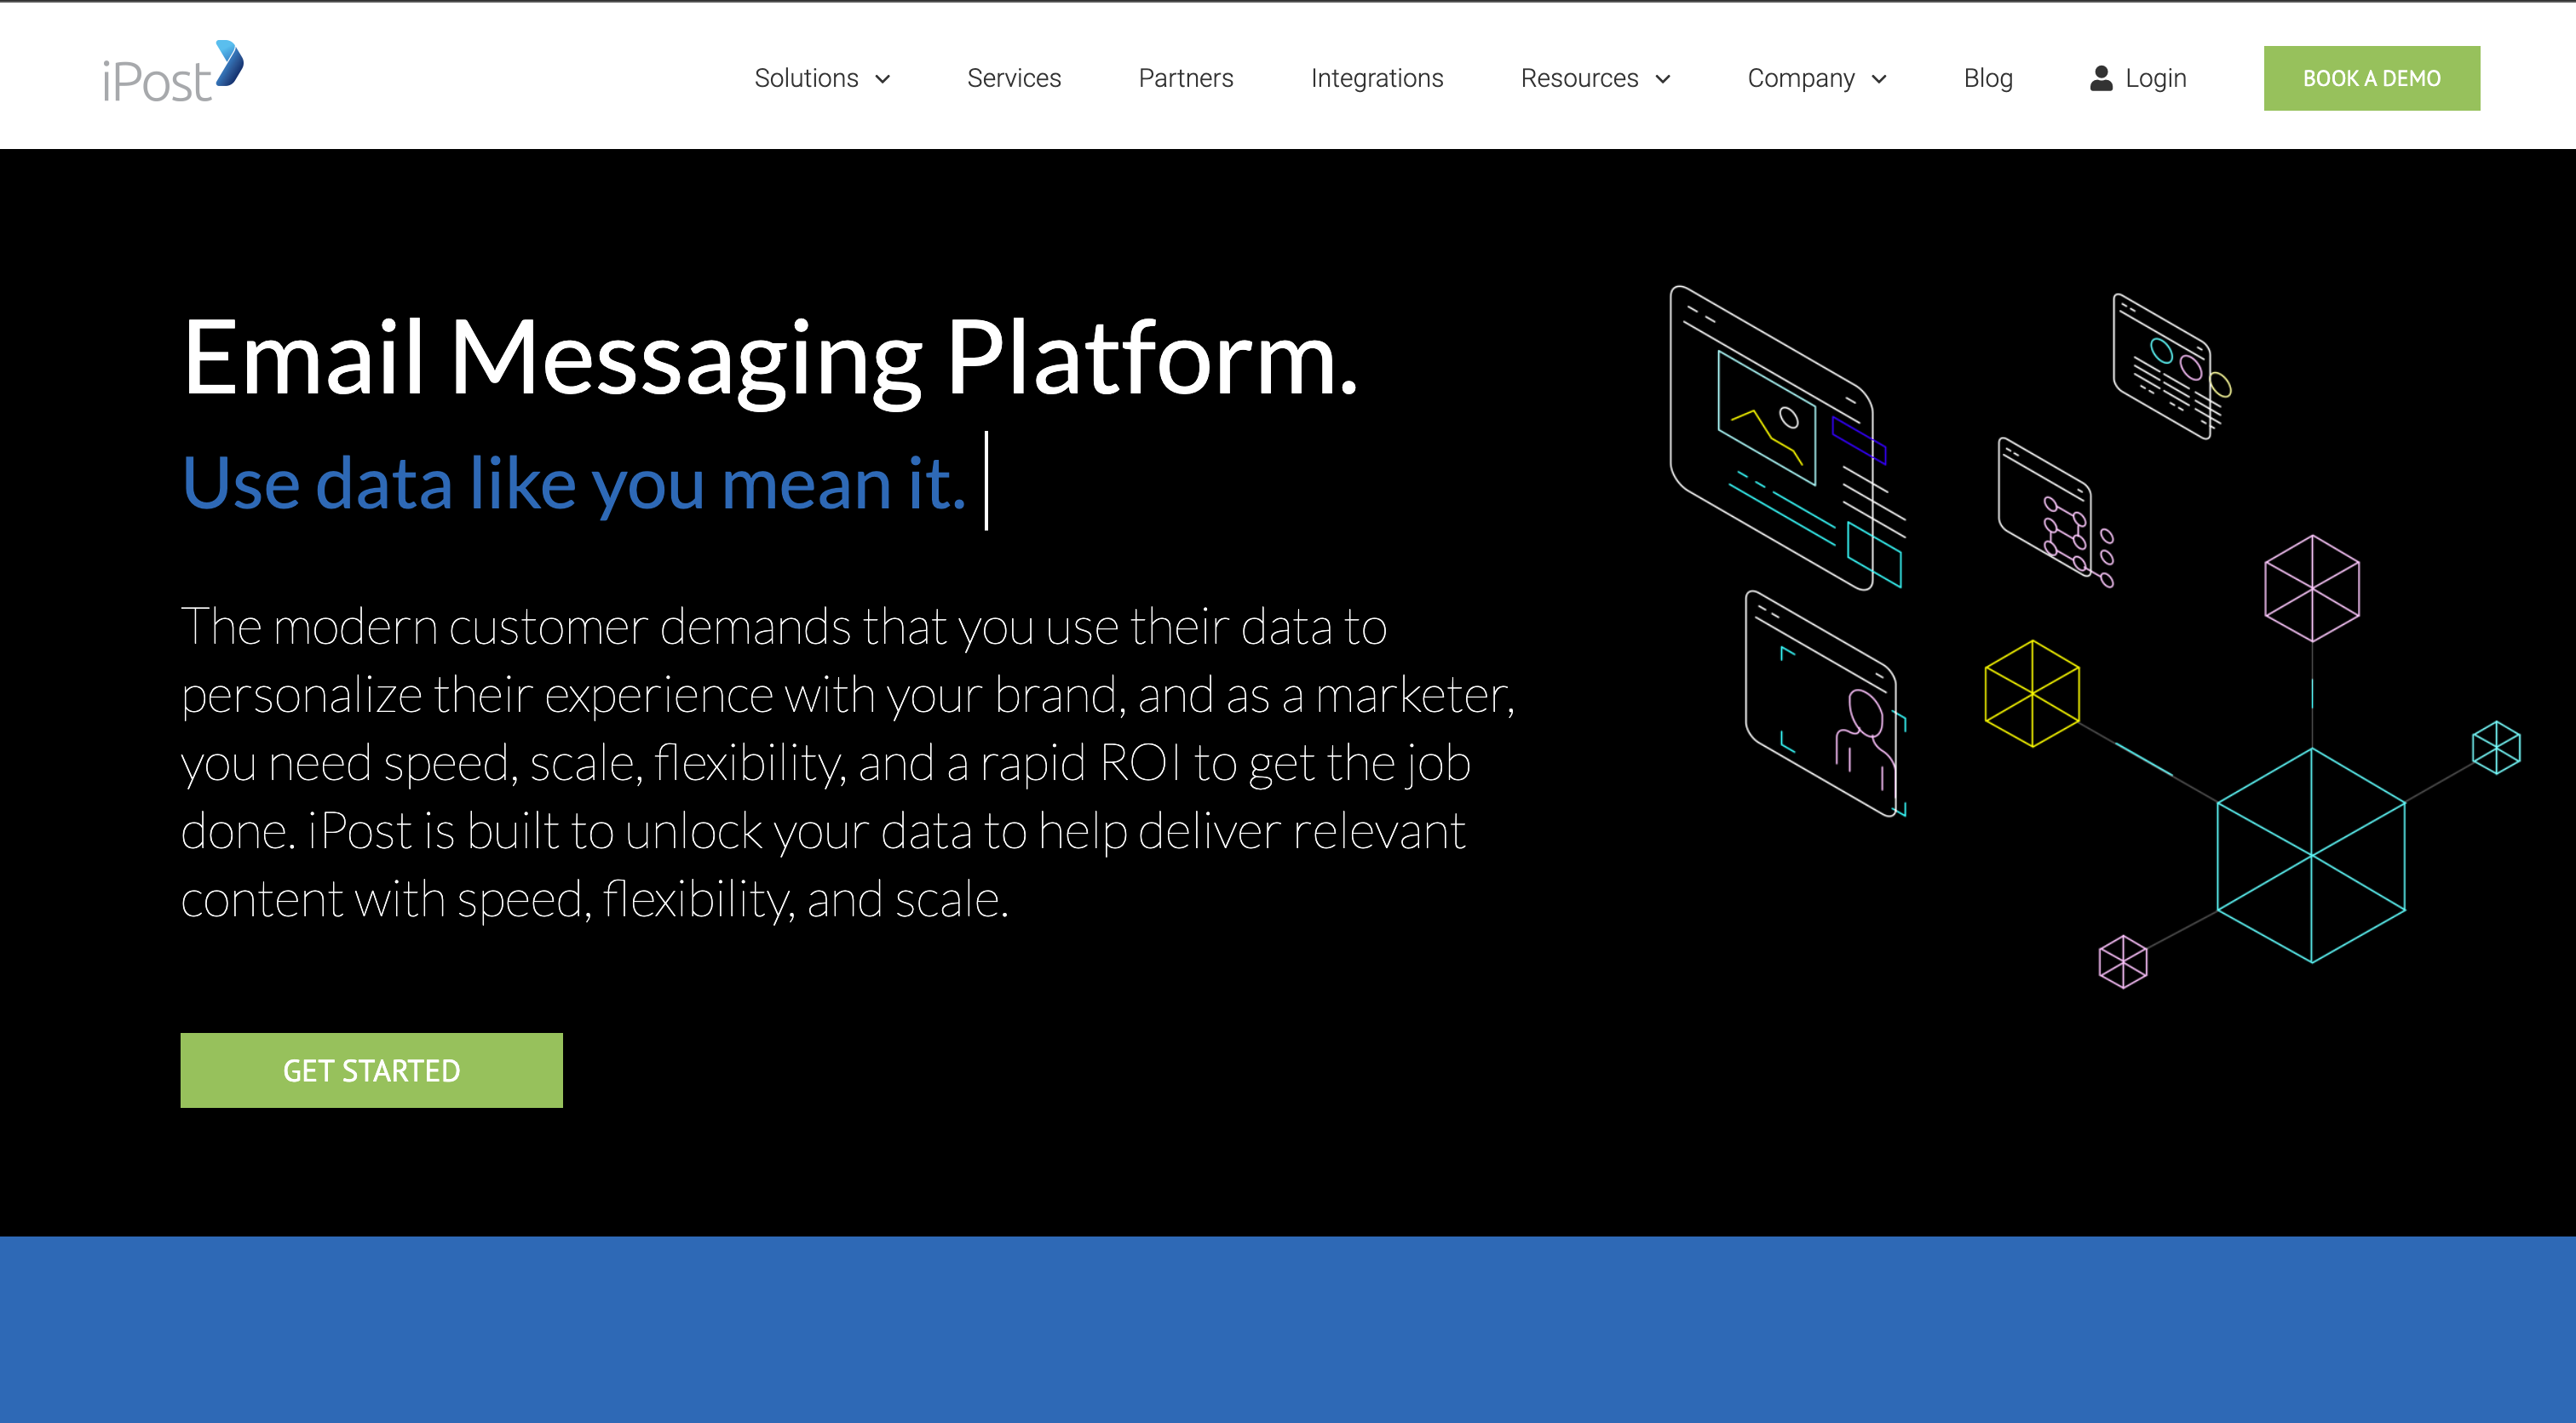 iPost
Solutions
Services
Partners
Integrations
Resources
Company
Blog
Login
BOOK A DEMO
Email Messaging Platform.
Use data like you mean it.
The modern customer demands that you use their data to
personalize their experience with your brand, and as a marketer,
you need speed, scale, flexibility, and a rapid ROI to get the job
done. iPost is built to unlock your data to help deliver relevant
content with speed, flexibility, and scale.
GET STARTED